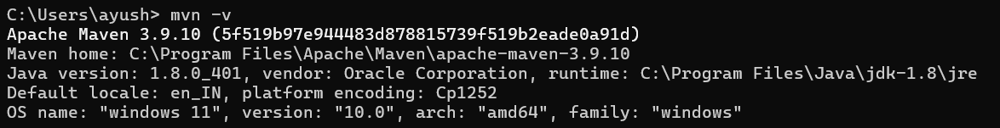 C:\Users\ayush> mvn -v
Apache Maven 3.9.10 (5f519b97e944483d878815739f519b2eade0a91d)
Maven home: C:\Program Files\Apache\Maven\apache-maven-3.9.10
Java version: 1.8.0_401, vendor: Oracle Corporation, runtime: C:\Program Files\Java\jdk-1.8\jre
Default locale: en_IN, platform encoding: Cp1252
OS name: "windows 11", version: "10.0", arch: "amd64", family: "windows"